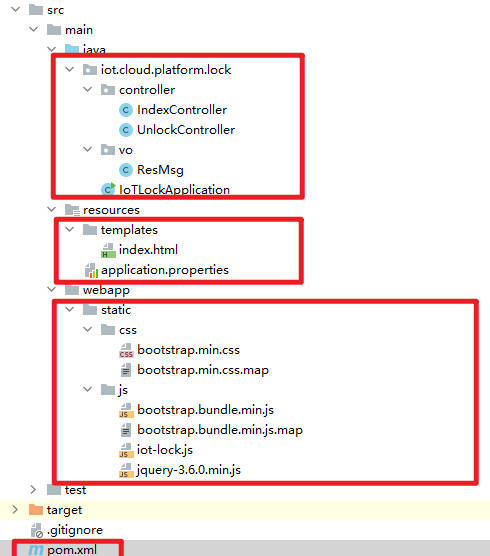 src
main
java
iot.cloud.platform.lock
controller
IndexController
UnlockController
vo
ResMsg
IoTLockApplication
resources
templates
index.html
application.properties
webapp
static
css
bootstrap.min.css
bootstrap.min.css.map
js
bootstrap.bundle.min.js
bootstrap.bundle.min.js.map
iot-lock.js
jquery-3.6.0.min.js
test
target
.gitignore
pom.xml